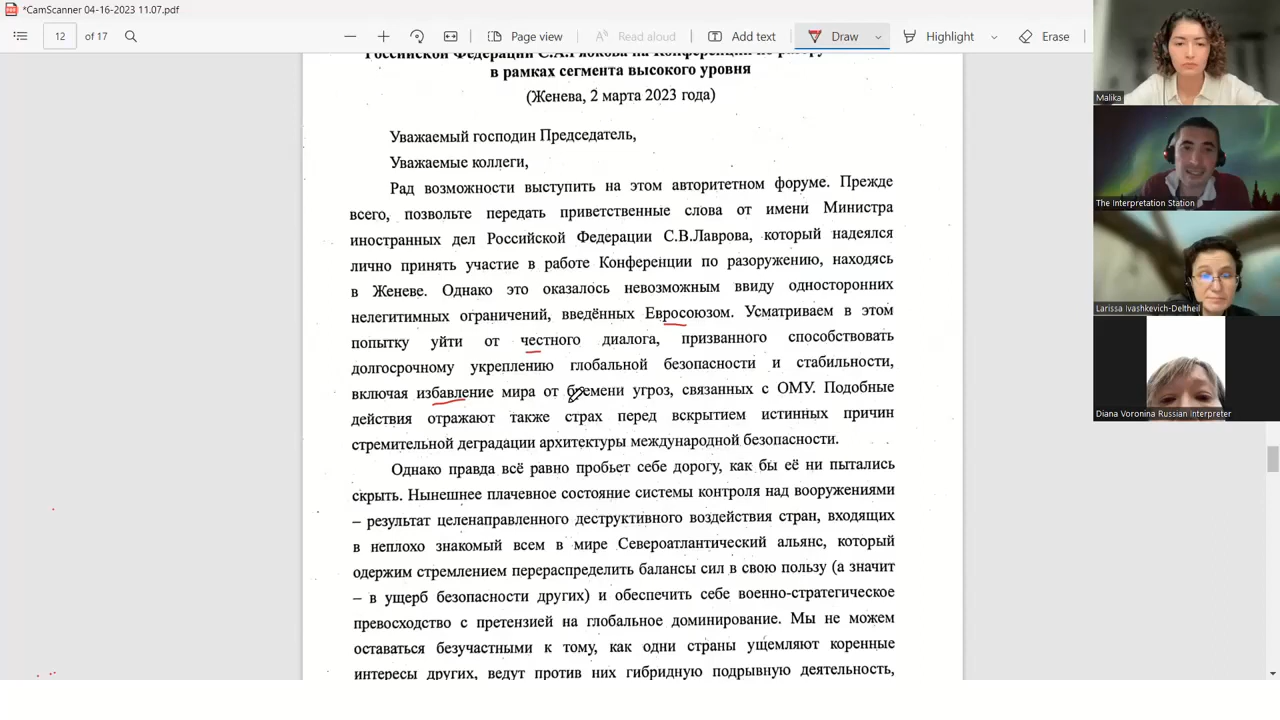 *CamScanner 04-16-2023 11.07.pdf
12 of 17 Page view Read aloud Add text Draw Highlight Erase
Российской Федерации на Конференции по
в рамках сегмента высокого уровня
(Женева, 2 марта 2023 года)
Уважаемый господин Председатель,
Уважаемые коллеги,
Рад возможности выступить на этом авторитетном форуме. Прежде
всего, позвольте передать приветственные слова от имени Министра
иностранных дел Российской Федерации С.В.Лаврова, который надеялся
лично принять участие в работе Конференции по разоружению, находясь
в Женеве. Однако это оказалось невозможным ввиду односторонних
нелегитимных ограничений, введённых Евросоюзом. Усматриваем в этом
попытку уйти от честного диалога, призванного способствовать
долгосрочному укреплению глобальной безопасности и стабильности,
включая избавление мира от бремени угроз, связанных с ОМУ. Подобные
действия отражают также страх перед вскрытием истинных причин
стремительной деградации архитектуры международной безопасности.
Однако правда всё равно пробьет себе дорогу, как бы её ни пытались
скрыть. Нынешнее плачевное состояние системы контроля над вооружениями
– результат целенаправленного деструктивного воздействия стран, входящих
в неплохо знакомый всем в мире Североатлантический альянс, который
одержим стремлением перераспределить балансы сил в свою пользу (а значит
– в ущерб безопасности других) и обеспечить себе военно-стратегическое
превосходство с претензией на глобальное доминирование. Мы не можем
оставаться безучастными к тому, как одни страны ущемляют коренные
интересы других, ведут против них гибридную подрывную деятельность,
Malika
The Interpretation Station
Larissa Ivashkevich-Deltheil
Diana Voronina Russian Interpreter